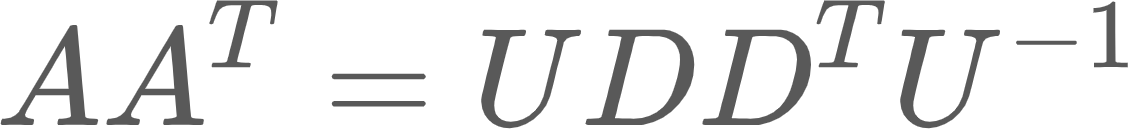 AA^T = UDD^TU^{-1}